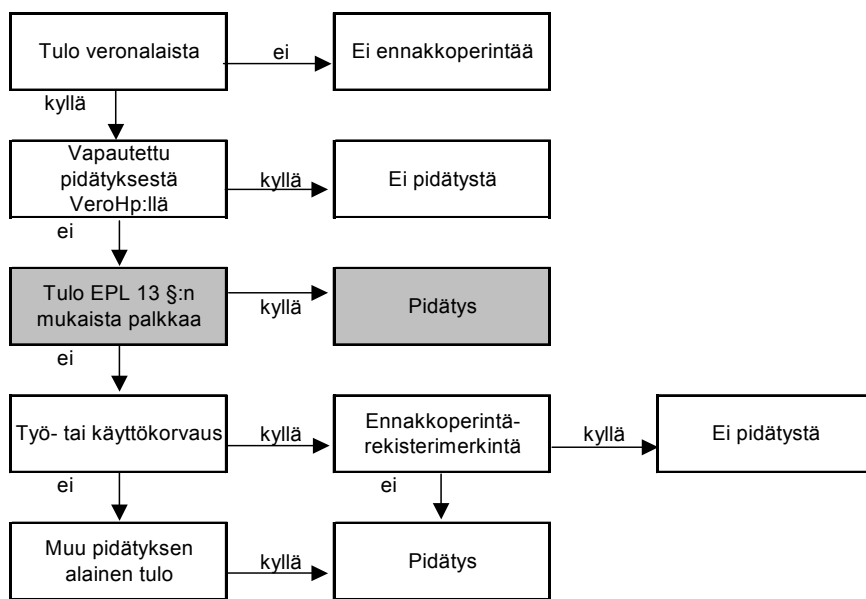 Tulo veronalaista
ei
Ei ennakkoperintää
kyllä
Vapautettu
pidätyksestä
VeroHp:llä
kyllä
Ei pidätystä
ei
Tulo EPL 13 §:n
mukaista palkkaa
kyllä
Pidätys
ei
Työ- tai käyttökorvaus
kyllä
Ennakkoperintä-
rekisterimerkintä
kyllä
Ei pidätystä
ei
ei
Muu pidätyksen
alainen tulo
kyllä
Pidätys